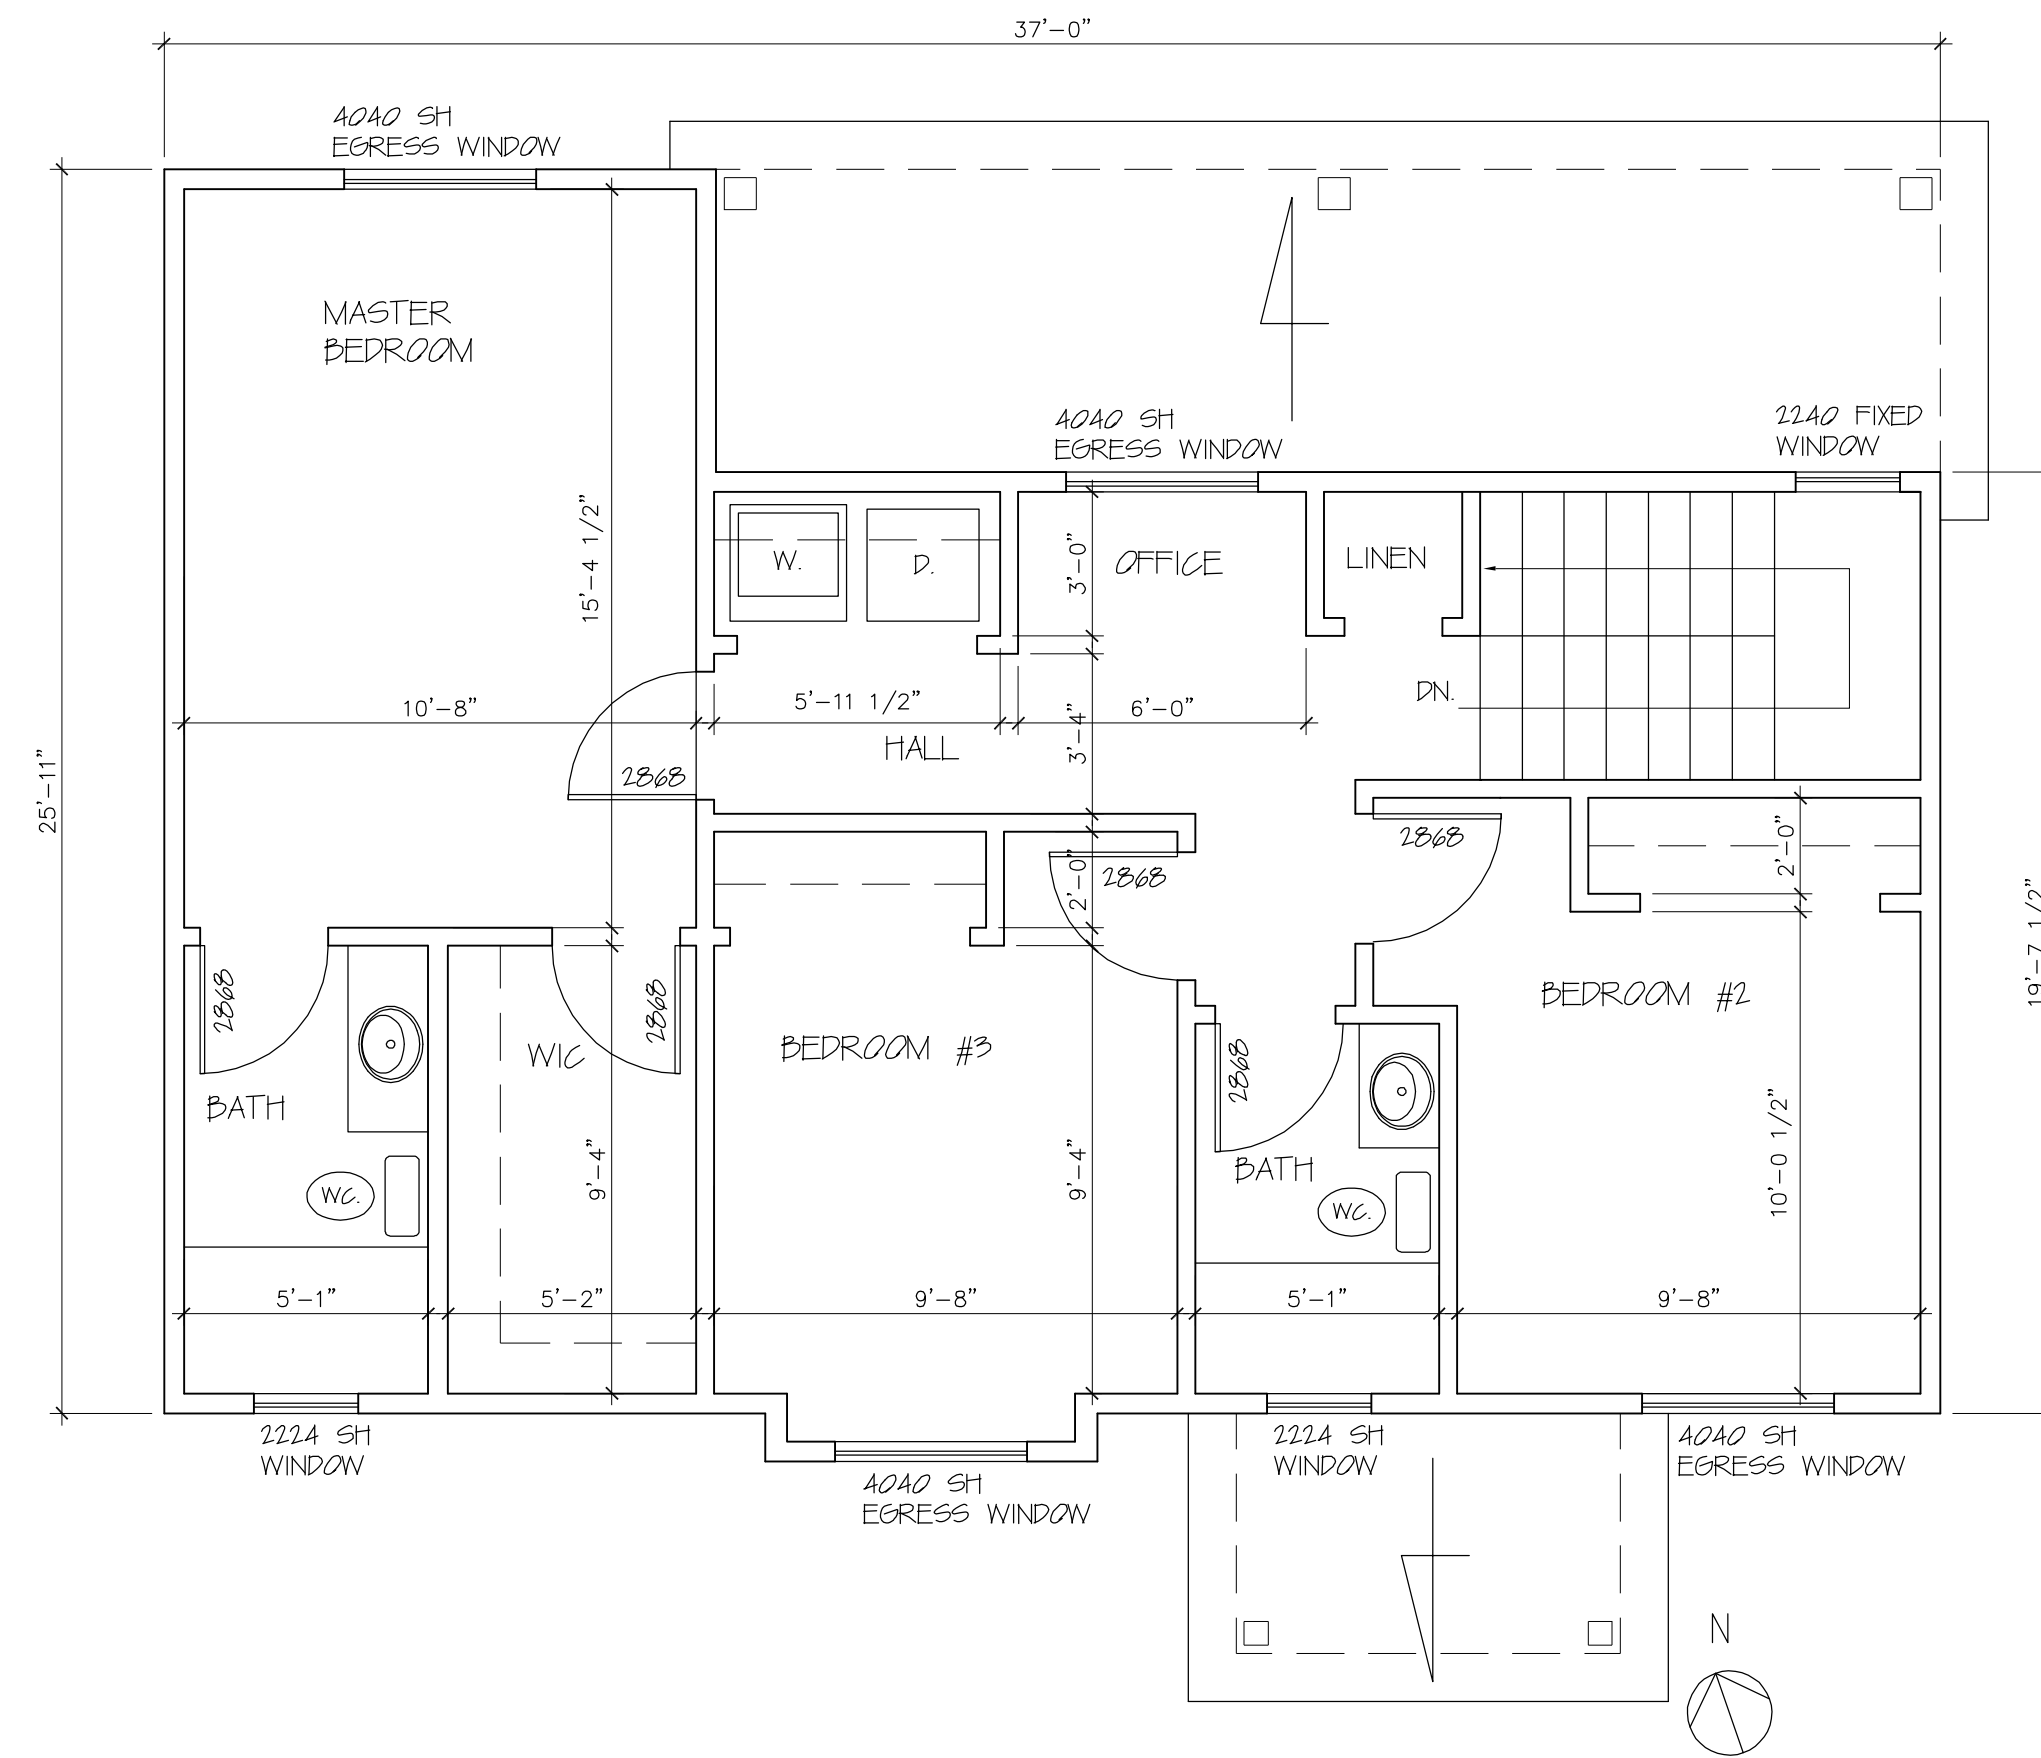 37'-0"
4040 SH
EGRESS WINDOW
MASTER
BEDROOM
4040 SH
EGRESS WINDOW
2240 FIXED
WINDOW
15'-4 1/2"
W.
D.
3'-0"
OFFICE
LINEN
DN.
10'-8"
5'-11 1/2"
6'-0"
3'-4"
HALL
2868
25'-11"
2868
2'-0"
2868
2'-0"
19'-7 1/2"
2868
2868
WIC
BEDROOM #3
BEDROOM #2
2868
BATH
BATH
9'-4"
9'-4"
10'-0 1/2"
WC.
WC.
5'-1"
5'-2"
9'-8"
5'-1"
9'-8"
2224 SH
WINDOW
4040 SH
EGRESS WINDOW
2224 SH
WINDOW
4040 SH
EGRESS WINDOW
N